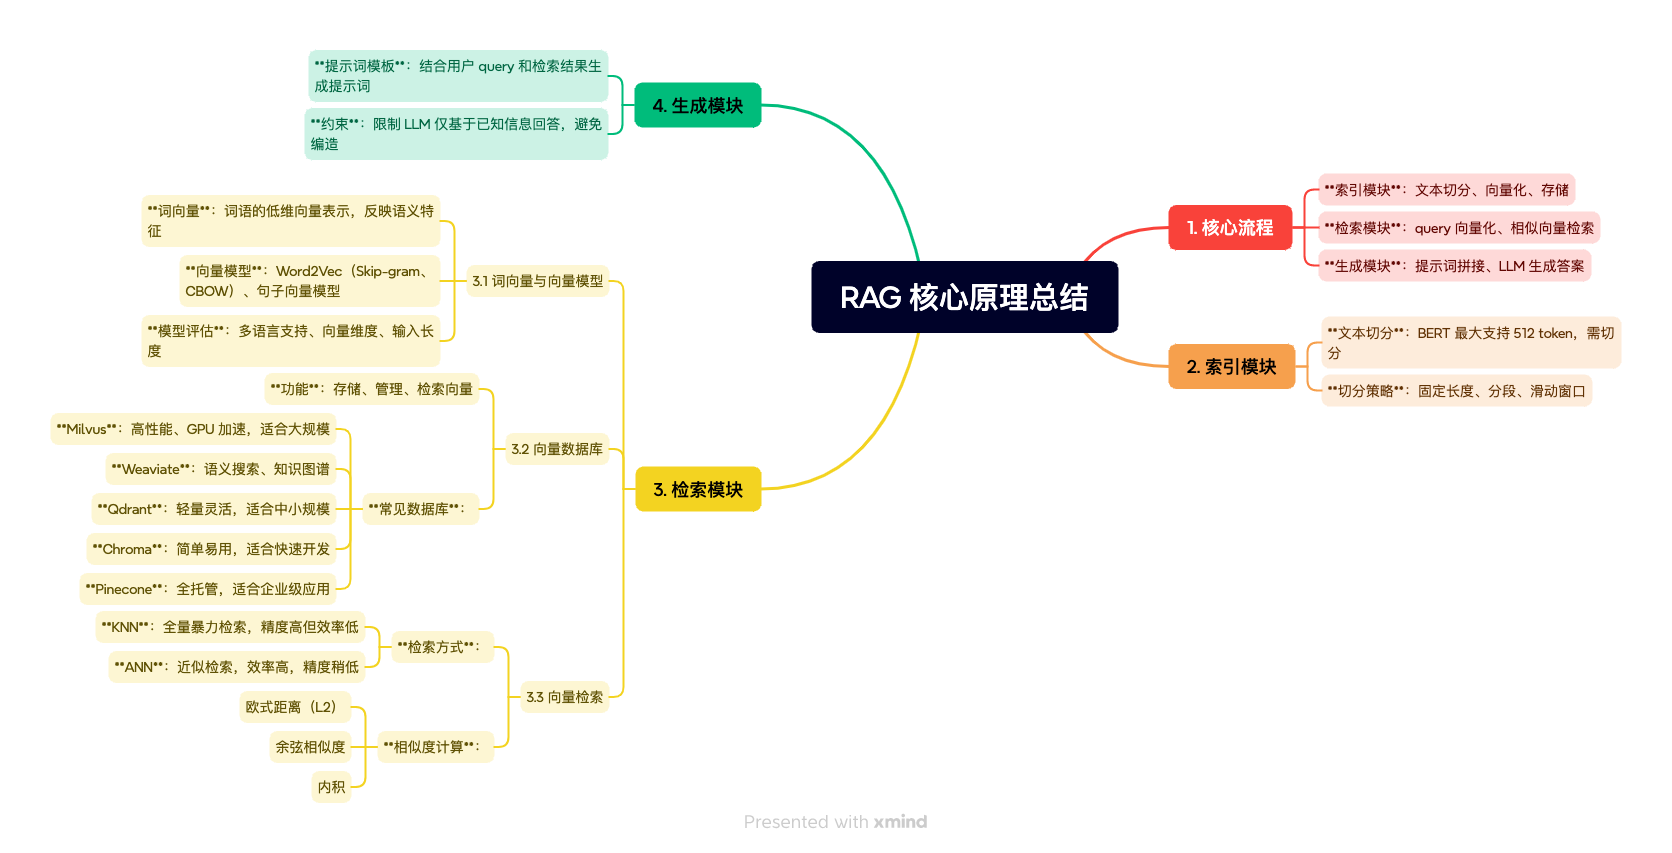 RAG 核心原理总结
1. 核心流程
**索引模块**：文本切分、向量化、存储
**检索模块**：query 向量化、相似向量检索
**生成模块**：提示词拼接、LLM 生成答案
2. 索引模块
**文本切分**：BERT 最大支持 512 token，需切
分
**切分策略**：固定长度、分段、滑动窗口
3. 检索模块
3.1 词向量与向量模型
**词向量**：词语的低维向量表示，反映语义特
征
**向量模型**：Word2Vec（Skip-gram、
CBOW）、句子向量模型
**模型评估**：多语言支持、向量维度、输入长
度
3.2 向量数据库
**功能**：存储、管理、检索向量
**常见数据库**：
**Milvus**：高性能、GPU 加速，适合大规模
**Weaviate**：语义搜索、知识图谱
**Qdrant**：轻量灵活，适合中小规模
**Chroma**：简单易用，适合快速开发
**Pinecone**：全托管，适合企业级应用
3.3 向量检索
**检索方式**：
**KNN**：全量暴力检索，精度高但效率低
**ANN**：近似检索，效率高，精度稍低
**相似度计算**：
欧式距离（L2）
余弦相似度
内积
4. 生成模块
**提示词模板**：结合用户 query 和检索结果生
成提示词
**约束**：限制 LLM 仅基于已知信息回答，避免
编造
Presented with xmind